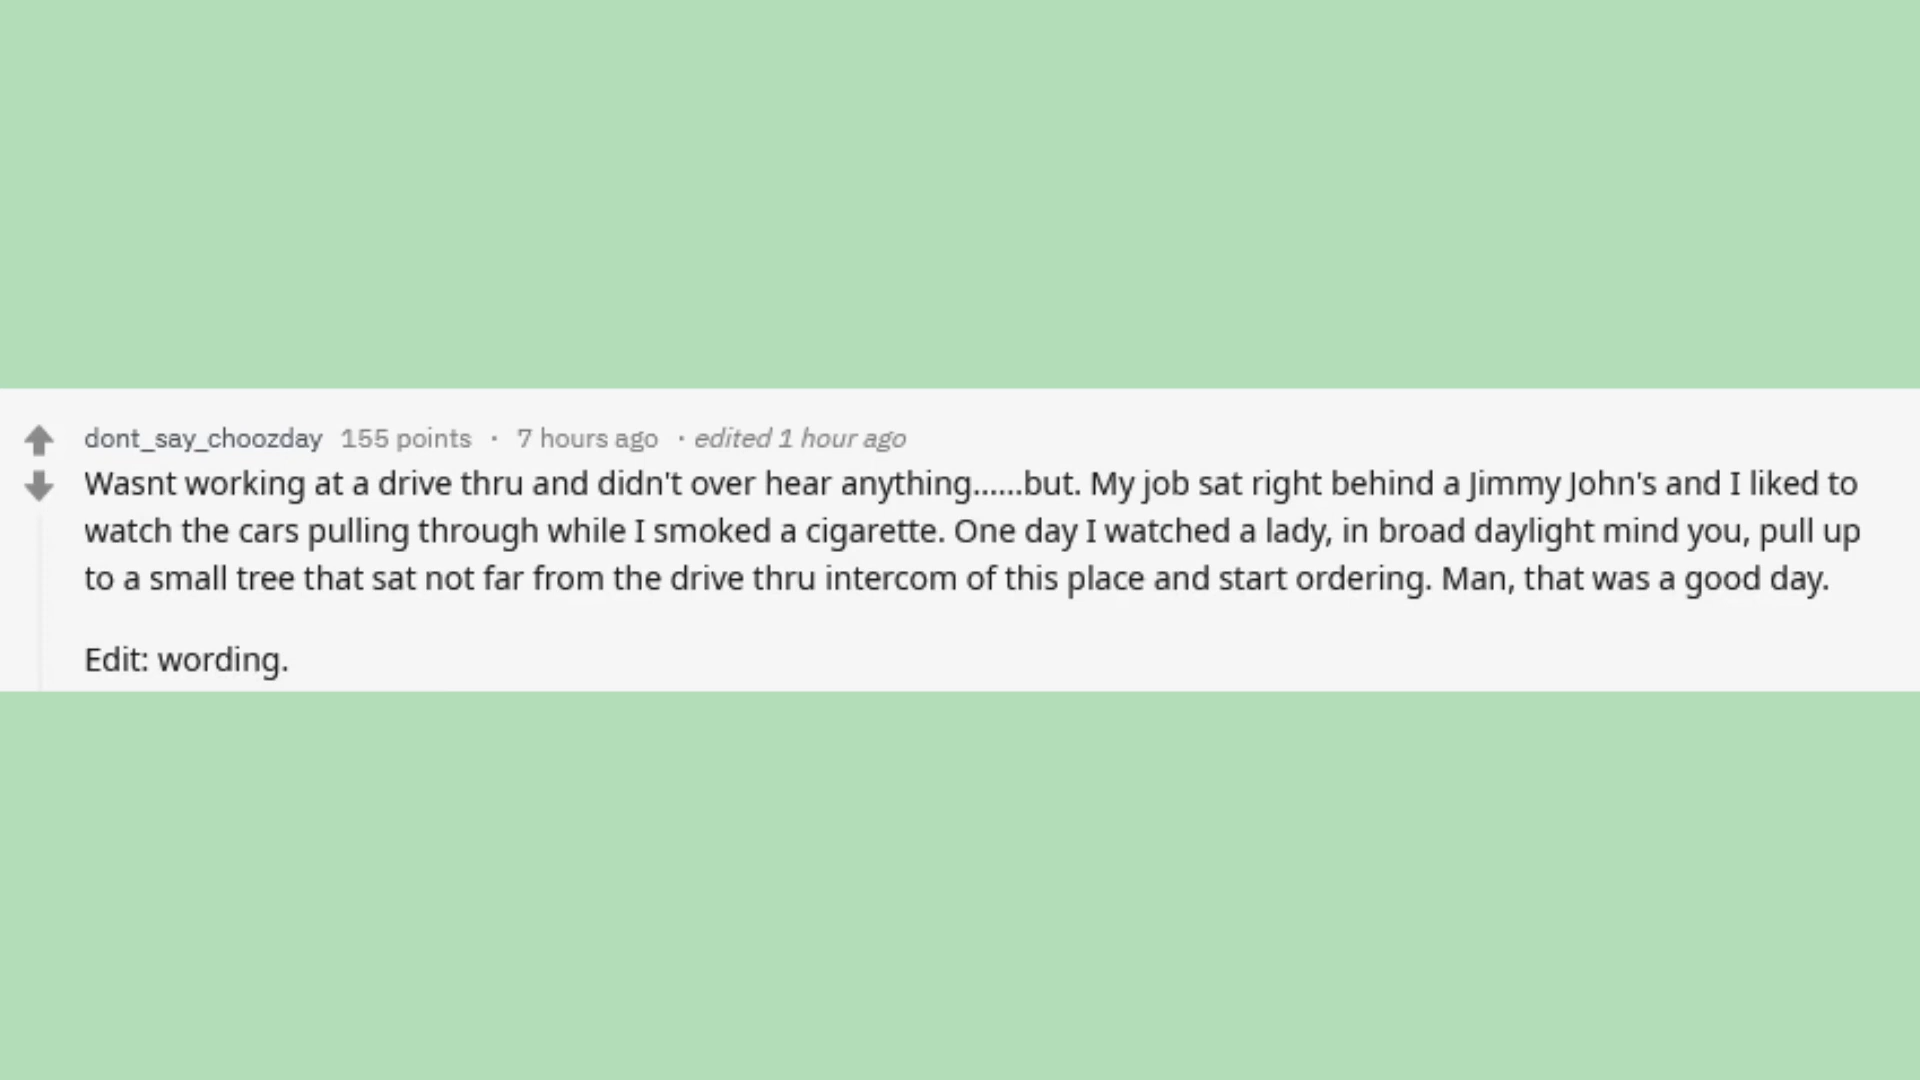 dont_say_choozday 155 points · 7 hours ago · edited 1 hour ago
Wasnt working at a drive thru and didn't over hear anything......but. My job sat right behind a Jimmy John's and I liked to
watch the cars pulling through while I smoked a cigarette. One day I watched a lady, in broad daylight mind you, pull up
to a small tree that sat not far from the drive thru intercom of this place and start ordering. Man, that was a good day.
Edit: wording.